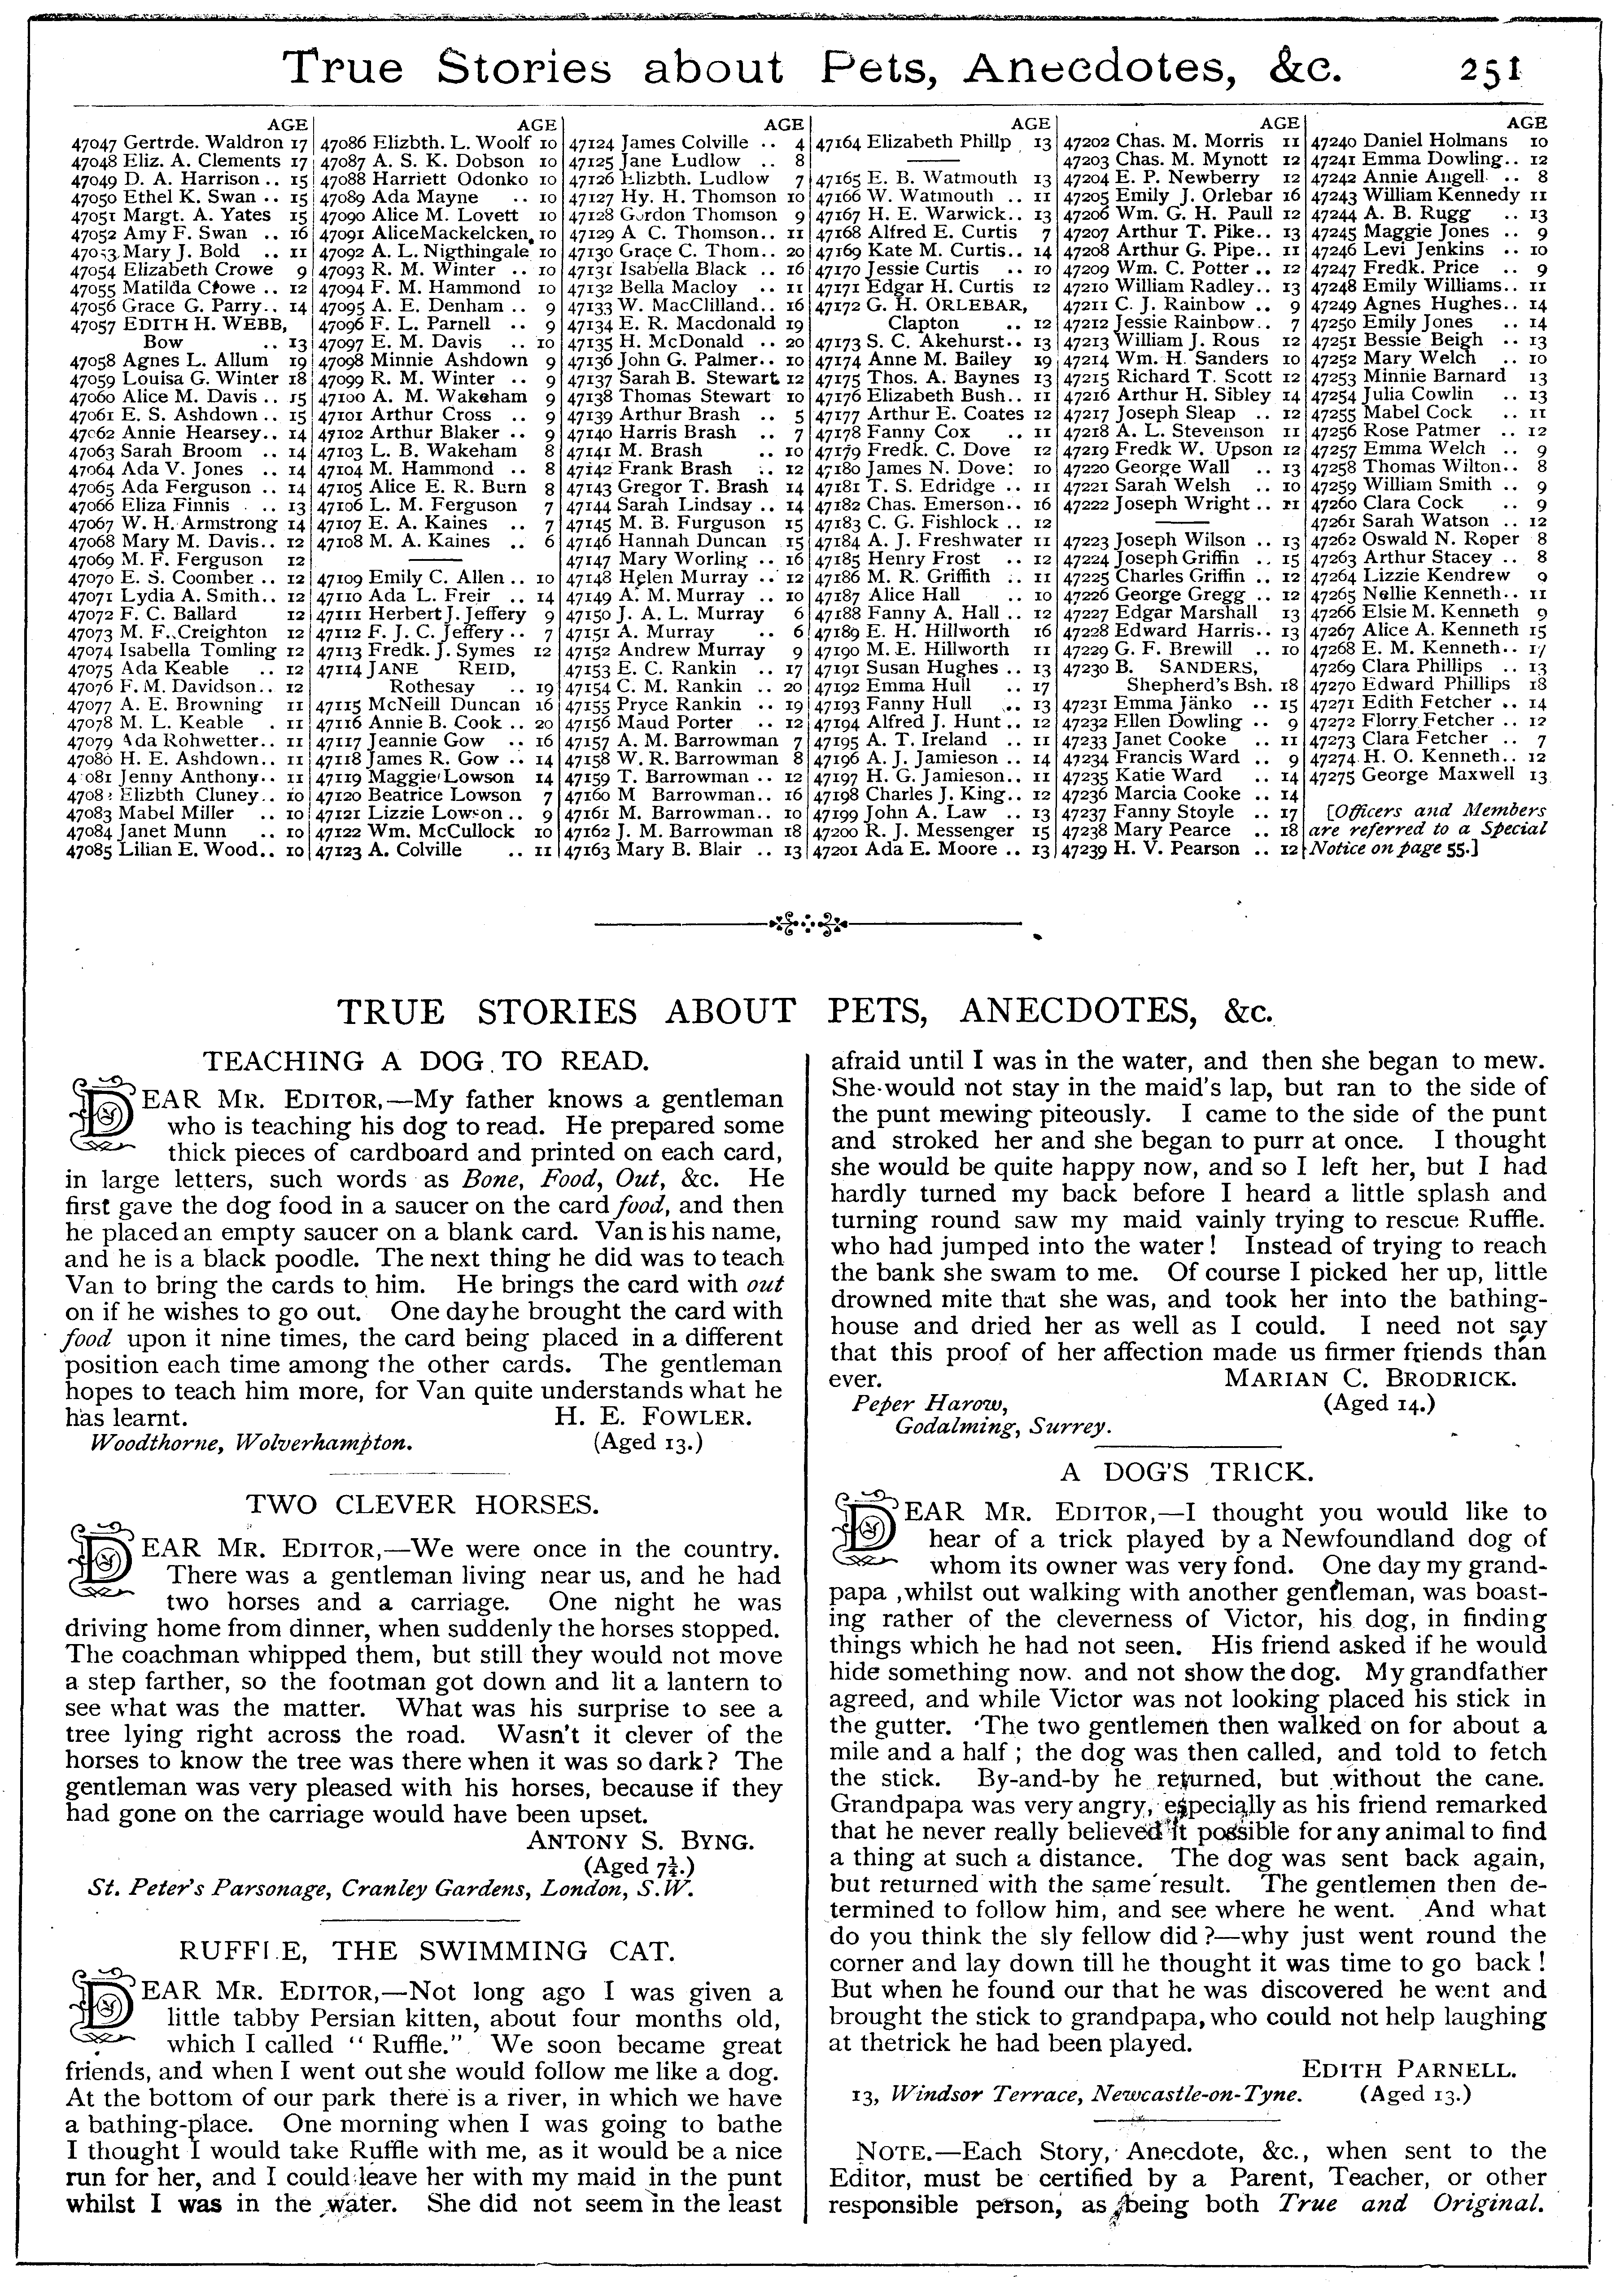 True Stories about Pets, Anecdotes, &c. 251
AGE
47047 Gertrde. Waldron 17
47048 Eliz. A. Clements 17
47049 D. A. Harrison .. 15
47050 Ethel K. Swan .. 15
47051 Margt. A. Yates 15
47052 Amy F. Swan .. 16
47053 Mary J. Bold .. 11
47054 Elizabeth Crowe 9
47055 Matilda Crowe .. 12
47056 Grace G. Parry.. 14
47057 EDITH H. WEBB,
Bow .. 13
47058 Agnes L. Allum 19
47059 Louisa G. Winter 18
47060 Alice M. Davis .. 15
47061 E. S. Ashdown .. 15
47062 Annie Hearsey.. 14
47063 Sarah Broom .. 14
47064 Ada V. Jones .. 14
47065 Ada Ferguson .. 14
47066 Eliza Finnis .. 13
47067 W. H. Armstrong 14
47068 Mary M. Davis.. 12
47069 M. F. Ferguson 12
47070 E. S. Coomber .. 12
47071 Lydia A. Smith.. 12
47072 F. C. Ballard 12
47073 M. F. Creighton 12
47074 Isabella Tomling 12
47075 Ada Keable .. 12
47076 F. M. Davidson.. 12
47077 A. E. Browning 11
47078 M. L. Keable . 11
47079 Ada Rohwetter.. 11
47080 H. E. Ashdown.. 11
4 081 Jenny Anthony.. 11
4708 Elizbth Cluney.. 10
47083 Mabel Miller .. 10
47084 Janet Munn .. 10
47085 Lilian E. Wood.. 10
AGE
47086 Elizbth. L. Woolf 10
47087 A. S. K. Dobson 10
47088 Harriett Odonko 10
47089 Ada Mayne .. 10
47090 Alice M. Lovett 10
47091 Alice Mackelcken, 10
47092 A. L. Nigthingale 10
47093 R. M. Winter .. 10
47094 F. M. Hammond 10
47095 A. E. Denham .. 9
47096 F. L. Parnell .. 9
47097 E. M. Davis .. 10
47098 Minnie Ashdown 9
47099 R. M. Winter .. 9
47100 A. M. Wakeham 9
47101 Arthur Cross .. 9
47102 Arthur Blaker .. 9
47103 L. B. Wakeham 8
47104 M. Hammond .. 8
47105 Alice E. R. Burn 8
47106 L. M. Ferguson 7
47107 E. A. Kaines .. 7
47108 M. A. Kaines .. 6
47109 Emily C. Allen .. 10
47110 Ada L. Freir .. 14
47111 Herbert J. Jeffery 9
47112 F. J. C. Jeffery .. 7
47113 Fredk. J. Symes 12
47114 JANE REID,
Rothesay .. 19
47115 McNeill Duncan 16
47116 Annie B. Cook .. 20
47117 Jeannie Gow .. 16
47118 James R. Gow .. 14
47119 Maggie Lowson 14
47120 Beatrice Lowson 7
47121 Lizzie Lowson .. 9
47122 Wm. McCullock 10
47123 A. Colville .. 11
AGE
47124 James Colville .. 4
47125 Jane Ludlow .. 8
47126 Elizbth. Ludlow 7
47127 Hy. H. Thomson 10
47128 Gordon Thomson 9
47129 A C. Thomson.. 11
47130 Grace C. Thom.. 20
47131 Isabella Black .. 16
47132 Bella Macloy .. 11
47133 W. MacClilland.. 16
47134 E. R. Macdonald 19
47135 H. McDonald .. 20
47136 John G. Palmer.. 10
47137 Sarah B. Stewart 12
47138 Thomas Stewart 10
47139 Arthur Brash .. 5
47140 Harris Brash .. 7
47141 M. Brash .. 10
47142 Frank Brash .. 12
47143 Gregor T. Brash 14
47144 Sarah Lindsay .. 14
47145 M. B. Furguson 15
47146 Hannah Duncan 15
47147 Mary Worling .. 16
47148 Helen Murray .. 12
47149 A. M. Murray .. 10
47150 J. A. L. Murray 6
47151 A. Murray .. 6
47152 Andrew Murray 9
47153 E. C. Rankin .. 17
47154 C. M. Rankin .. 20
47155 Pryce Rankin .. 19
47156 Maud Porter .. 12
47157 A. M. Barrowman 7
47158 W. R. Barrowman 8
47159 T. Barrowman .. 12
47160 M Barrowman.. 16
47161 M. Barrowman.. 10
47162 J. M. Barrowman 18
47163 Mary B. Blair .. 13
AGE
47164 Elizabeth Phillp 13
47165 E. B. Watmouth 13
47166 W. Watmouth .. 11
47167 H. E. Warwick.. 13
47168 Alfred E. Curtis 7
47169 Kate M. Curtis.. 14
47170 Jessie Curtis .. 10
47171 Edgar H. Curtis 12
47172 G. H. ORLEBAR,
Clapton .. 12
47173 S. C. Akehurst.. 13
47174 Anne M. Bailey 19
47175 Thos. A. Baynes 13
47176 Elizabeth Bush.. 11
47177 Arthur E. Coates 12
47178 Fanny Cox .. 11
47179 Fredk. C. Dove 12
47180 James N. Dove: 10
47181 T. S. Edridge .. 11
47182 Chas. Emerson.. 16
47183 C. G. Fishlock .. 12
47184 A. J. Freshwater 11
47185 Henry Frost .. 12
47186 M. R. Griffith .. 11
47187 Alice Hall .. 10
47188 Fanny A. Hall .. 12
47189 E. H. Hillworth 16
47190 M. E. Hillworth 11
47191 Susan Hughes .. 13
47192 Emma Hull .. 17
47193 Fanny Hull .. 13
47194 Alfred J. Hunt .. 12
47195 A. T. Ireland .. 11
47196 A. J. Jamieson .. 14
47197 H. G. Jamieson.. 11
47198 Charles J. King.. 12
47199 John A. Law .. 13
47200 R. J. Messenger 15
47201 Ada E. Moore .. 13
AGE
47202 Chas. M. Morris 11
47203 Chas. M. Mynott 12
47204 E. P. Newberry 12
47205 Emily J. Orlebar 16
47206 Wm. G. H. Paull 12
47207 Arthur T. Pike.. 13
47208 Arthur G. Pipe.. 11
47209 Wm. C. Potter .. 12
47210 William Radley.. 13
47211 C. J. Rainbow .. 9
47212 Jessie Rainbow.. 7
47213 William J. Rous 12
47214 Wm. H. Sanders 10
47215 Richard T. Scott 12
47216 Arthur H. Sibley 14
47217 Joseph Sleap .. 12
47218 A. L. Stevenson 11
47219 Fredk W. Upson 12
47220 George Wall .. 13
47221 Sarah Welsh .. 10
47222 Joseph Wright .. 11
47223 Joseph Wilson .. 13
47224 Joseph Griffin .. 15
47225 Charles Griffin .. 12
47226 George Gregg .. 12
47227 Edgar Marshall 13
47228 Edward Harris.. 13
47229 G. F. Brewill .. 10
47230 B. SANDERS,
Shepherd's Bsh. 18
47231 Emma Jänko .. 15
47232 Ellen Dowling .. 9
47233 Janet Cooke .. 11
47234 Francis Ward .. 9
47235 Katie Ward .. 14
47236 Marcia Cooke .. 14
47237 Fanny Stoyle .. 17
47238 Mary Pearce .. 18
47239 H. V. Pearson .. 12
AGE
47240 Daniel Holmans 10
47241 Emma Dowling.. 12
47242 Annie Angell .. 8
47243 William Kennedy 11
47244 A. B. Rugg .. 13
47245 Maggie Jones .. 9
47246 Levi Jenkins .. 10
47247 Fredk. Price .. 9
47248 Emily Williams.. 11
47249 Agnes Hughes.. 14
47250 Emily Jones .. 14
47251 Bessie Beigh .. 13
47252 Mary Welch .. 10
47253 Minnie Barnard 13
47254 Julia Cowlin .. 13
47255 Mabel Cock .. 11
47256 Rose Patmer .. 12
47257 Emma Welch .. 9
47258 Thomas Wilton.. 8
47259 William Smith .. 9
47260 Clara Cock .. 9
47261 Sarah Watson .. 12
47262 Oswald N. Roper 8
47263 Arthur Stacey .. 8
47264 Lizzie Kendrew 9
47265 Nellie Kenneth.. 11
47266 Elsie M. Kenneth 9
47267 Alice A. Kenneth 15
47268 E. M. Kenneth.. 17
47269 Clara Phillips .. 13
47270 Edward Phillips 18
47271 Edith Fetcher .. 14
47272 Florry Fetcher .. 12
47273 Clara Fetcher .. 7
47274 H. O. Kenneth.. 12
47275 George Maxwell 13
[Officers and Members
are referred to a Special
Notice on page 55.]
TRUE STORIES ABOUT PETS, ANECDOTES, &c.
TEACHING A DOG TO READ.
DEAR MR. EDITOR,—My father knows a gentleman
who is teaching his dog to read. He prepared some
thick pieces of cardboard and printed on each card,
in large letters, such words as Bone, Food, Out, &c. He
first gave the dog food in a saucer on the card food, and then
he placed an empty saucer on a blank card. Van is his name,
and he is a black poodle. The next thing he did was to teach
Van to bring the cards to him. He brings the card with out
on if he wishes to go out. One day he brought the card with
food upon it nine times, the card being placed in a different
position each time among the other cards. The gentleman
hopes to teach him more, for Van quite understands what he
has learnt. H. E. FOWLER.
Woodthorne, Wolverhampton. (Aged 13.)
TWO CLEVER HORSES.
DEAR MR. EDITOR,—We were once in the country.
There was a gentleman living near us, and he had
two horses and a carriage. One night he was
driving home from dinner, when suddenly the horses stopped.
The coachman whipped them, but still they would not move
a step farther, so the footman got down and lit a lantern to
see what was the matter. What was his surprise to see a
tree lying right across the road. Wasn't it clever of the
horses to know the tree was there when it was so dark? The
gentleman was very pleased with his horses, because if they
had gone on the carriage would have been upset.
ANTONY S. BYNG.
(Aged 7¼.)
St. Peter's Parsonage, Cranley Gardens, London, S.W.
RUFFLE, THE SWIMMING CAT.
DEAR MR. EDITOR,—Not long ago I was given a
little tabby Persian kitten, about four months old,
which I called "Ruffle." We soon became great
friends, and when I went out she would follow me like a dog.
At the bottom of our park there is a river, in which we have
a bathing-place. One morning when I was going to bathe
I thought I would take Ruffle with me, as it would be a nice
run for her, and I could leave her with my maid in the punt
whilst I was in the water. She did not seem in the least
afraid until I was in the water, and then she began to mew.
She would not stay in the maid's lap, but ran to the side of
the punt mewing piteously. I came to the side of the punt
and stroked her and she began to purr at once. I thought
she would be quite happy now, and so I left her, but I had
hardly turned my back before I heard a little splash and
turning round saw my maid vainly trying to rescue Ruffle.
who had jumped into the water! Instead of trying to reach
the bank she swam to me. Of course I picked her up, little
drowned mite that she was, and took her into the bathing-
house and dried her as well as I could. I need not say
that this proof of her affection made us firmer friends than
ever. MARIAN C. BRODRICK.
Peper Harow, (Aged 14.)
Godalming, Surrey.
A DOG'S TRICK.
DEAR MR. EDITOR,—I thought you would like to
hear of a trick played by a Newfoundland dog of
whom its owner was very fond. One day my grand-
papa ,whilst out walking with another gentleman, was boast-
ing rather of the cleverness of Victor, his dog, in finding
things which he had not seen. His friend asked if he would
hide something now. and not show the dog. My grandfather
agreed, and while Victor was not looking placed his stick in
the gutter. The two gentlemen then walked on for about a
mile and a half; the dog was then called, and told to fetch
the stick. By-and-by he returned, but without the cane.
Grandpapa was very angry, especially as his friend remarked
that he never really believed it possible for any animal to find
a thing at such a distance. The dog was sent back again,
but returned with the same result. The gentlemen then de-
termined to follow him, and see where he went. And what
do you think the sly fellow did?—why just went round the
corner and lay down till he thought it was time to go back!
But when he found our that he was discovered he went and
brought the stick to grandpapa, who could not help laughing
at thetrick he had been played.
EDITH PARNELL.
13, Windsor Terrace, Newcastle-on-Tyne. (Aged 13.)
NOTE.—Each Story, Anecdote, &c., when sent to the
Editor, must be certified by a Parent, Teacher, or other
responsible person, as being both True and Original.